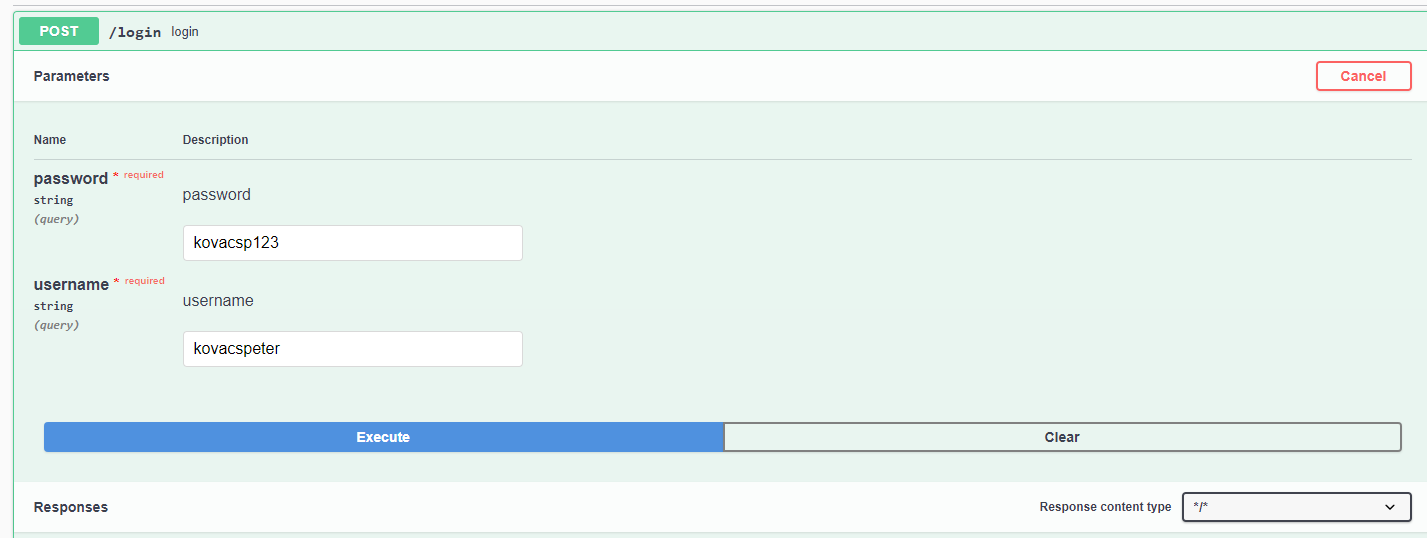 POST /login login
Parameters Cancel
Name Description
password * required
string
(query)
password
kovacsp123
username * required
string
(query)
username
kovacspeter
Execute Clear
Responses Response content type */*